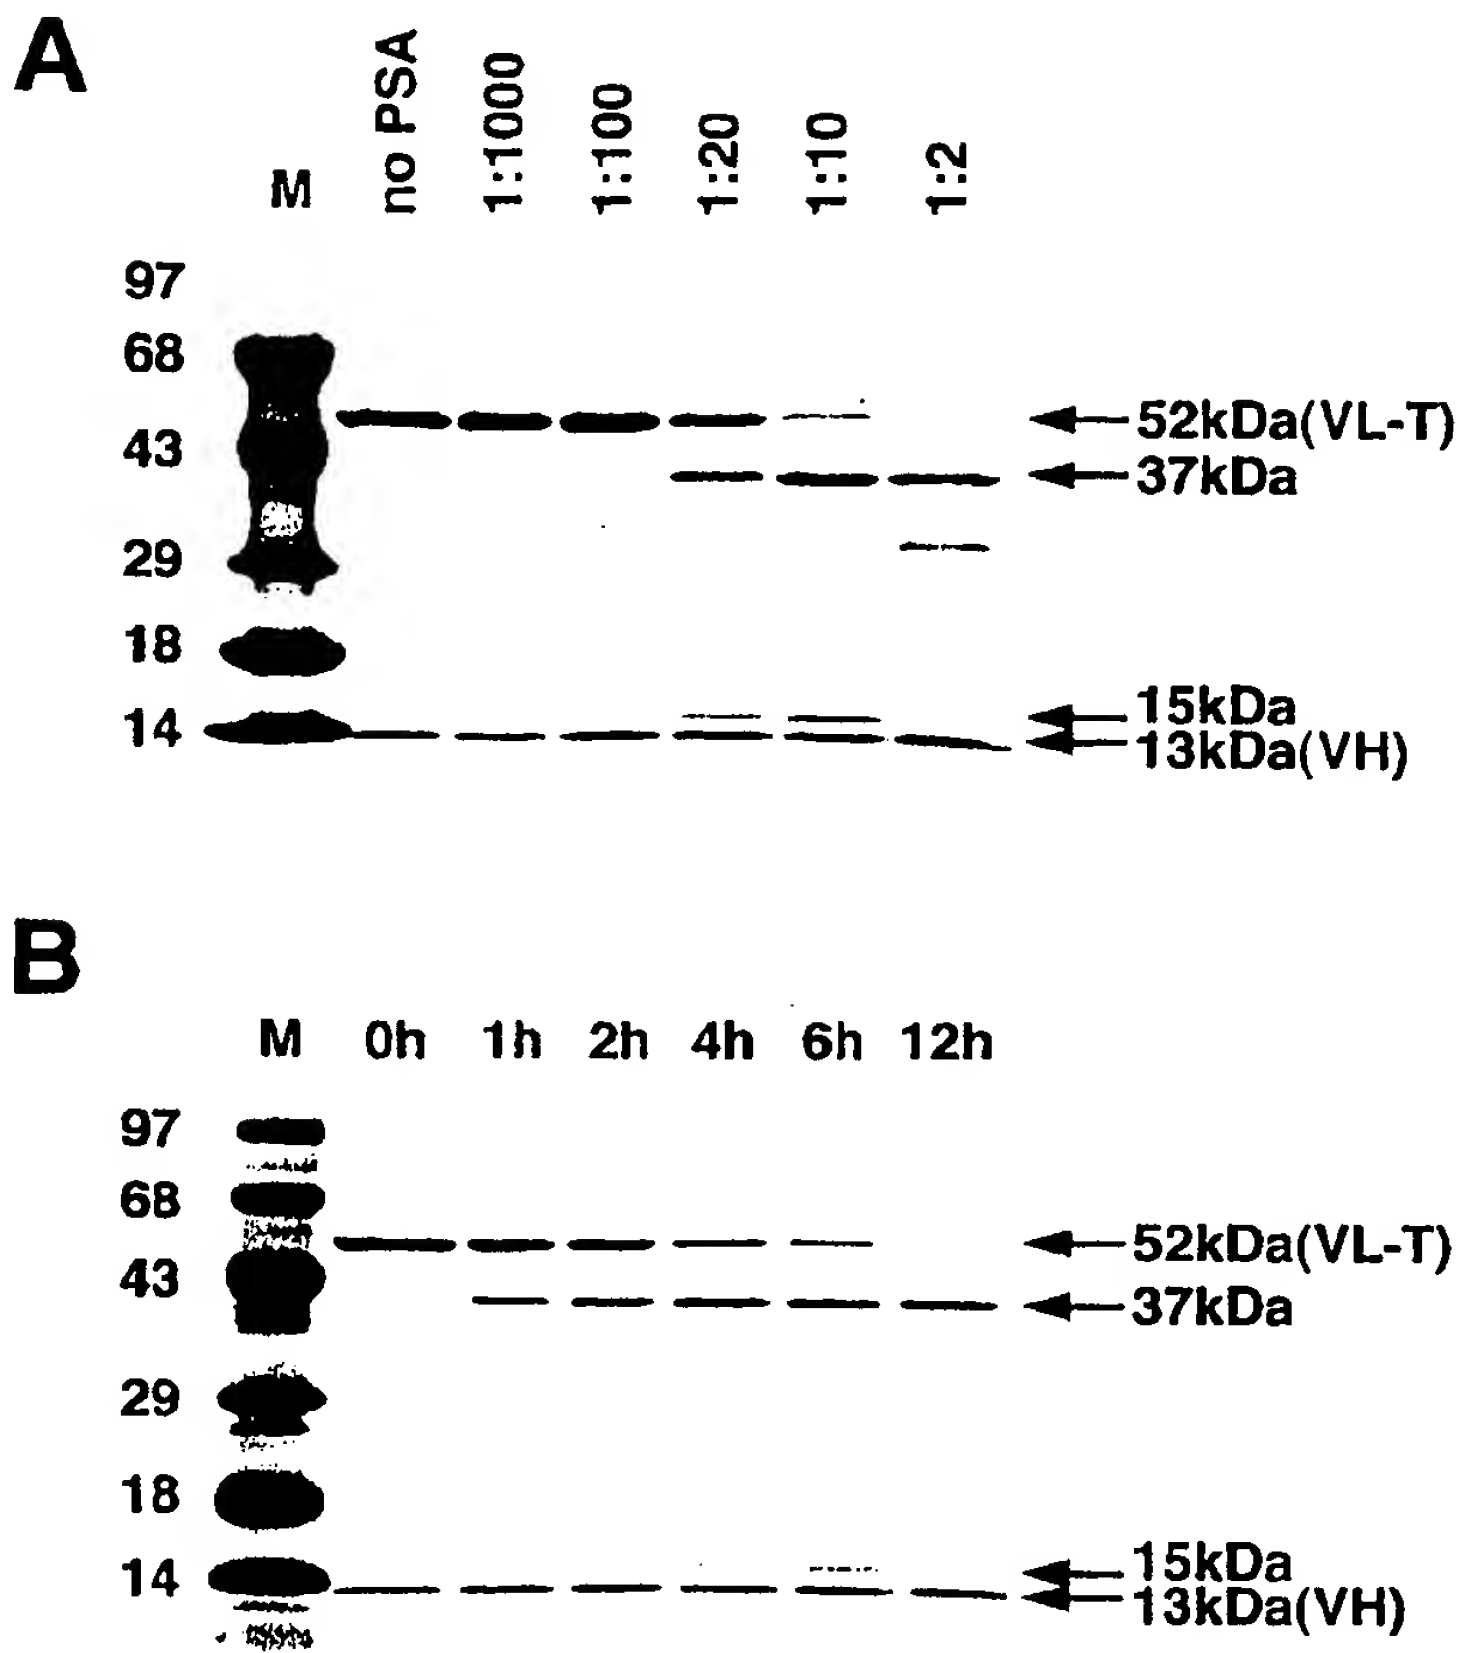 A
M no PSA 1:1000 1:100 1:20 1:10 1:2
97
68
52kDa(VL-T)
43
37kDa
29
18
15kDa
14
13kDa(VH)
B
M 0h 1h 2h 4h 6h 12h
97
68
52kDa(VL-T)
43
37kDa
29
18
15kDa
14
13kDa(VH)